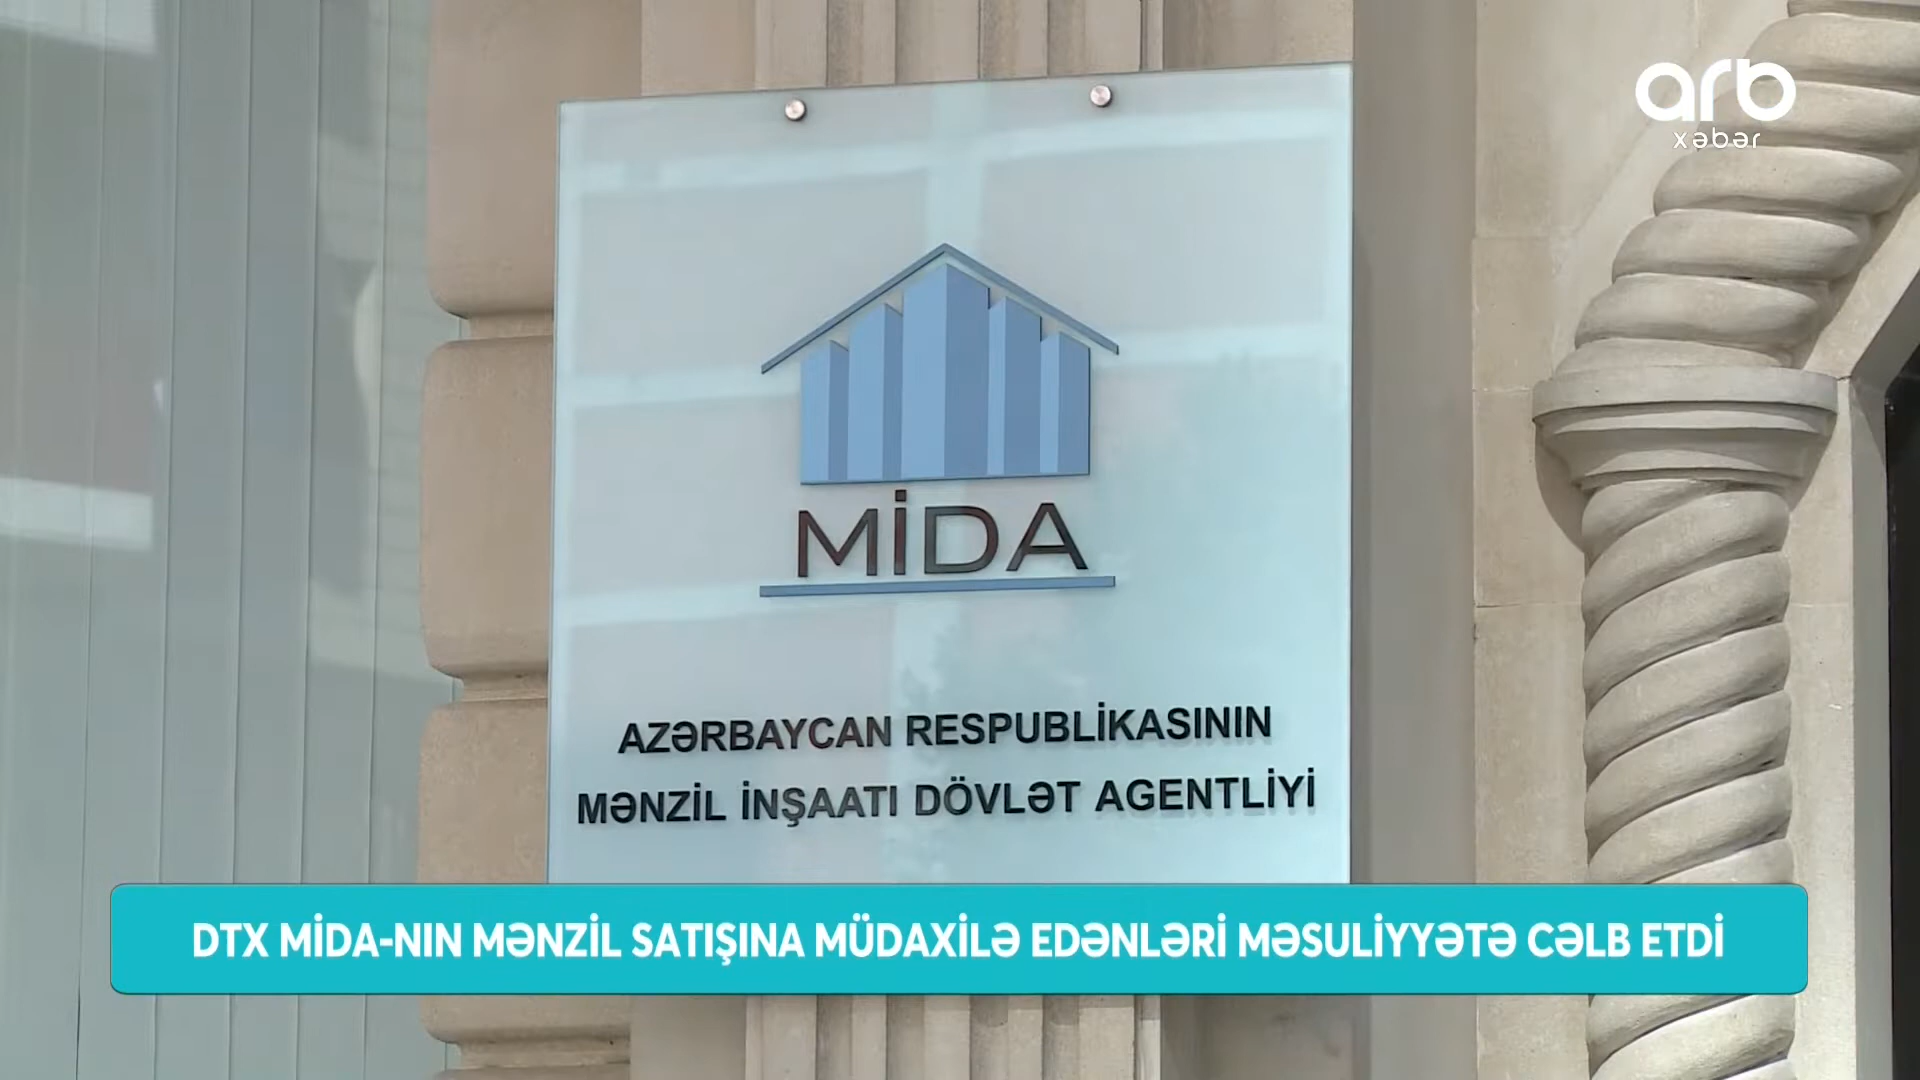 arb
xəbər
MİDA
AZƏRBAYCAN RESPUBLİKASININ
MƏNZİL İNŞAATI DÖVLƏT AGENTLİYİ
DTX MİDA-NIN MƏNZİL SATIŞINA MÜDAXİLƏ EDƏNLƏRİ MƏSULİYYƏTƏ CƏLB ETDİ